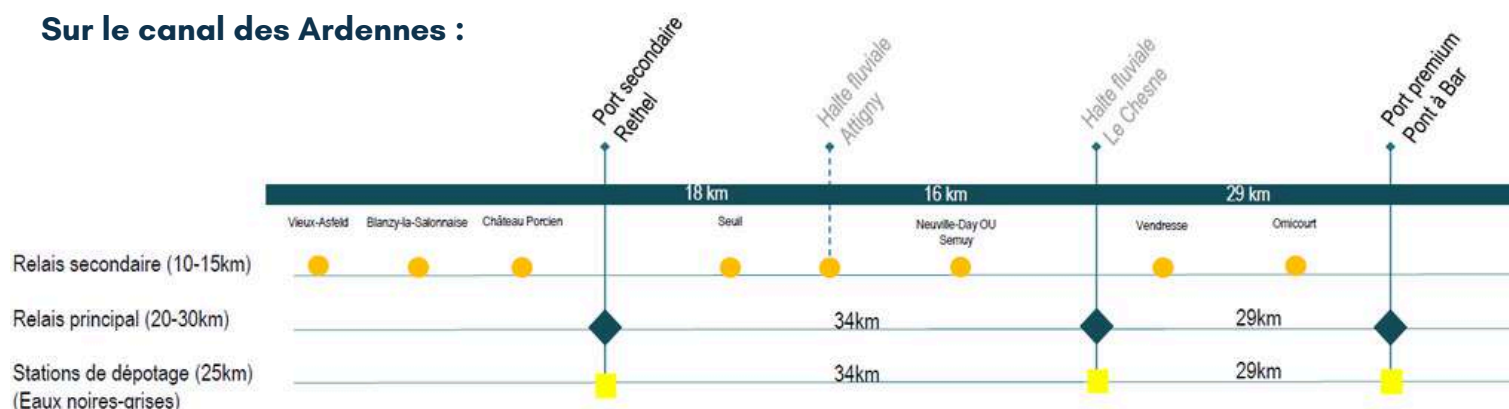 Sur le canal des Ardennes :
Port secondaire
Rethel
Halte fluviale
Attigny
Halte fluviale
Le Chesne
Port premium
Pont à Bar
18 km
16 km
29 km
Vieux-Asfeld
Blanzy-la-Salonnaise
Château Porcien
Seuil
Neuville-Day OU
Semuy
Vendresse
Omicourt
Relais secondaire (10-15km)
Relais principal (20-30km)
34km
29km
Stations de dépotage (25km)
34km
29km
(Eaux noires-grises)